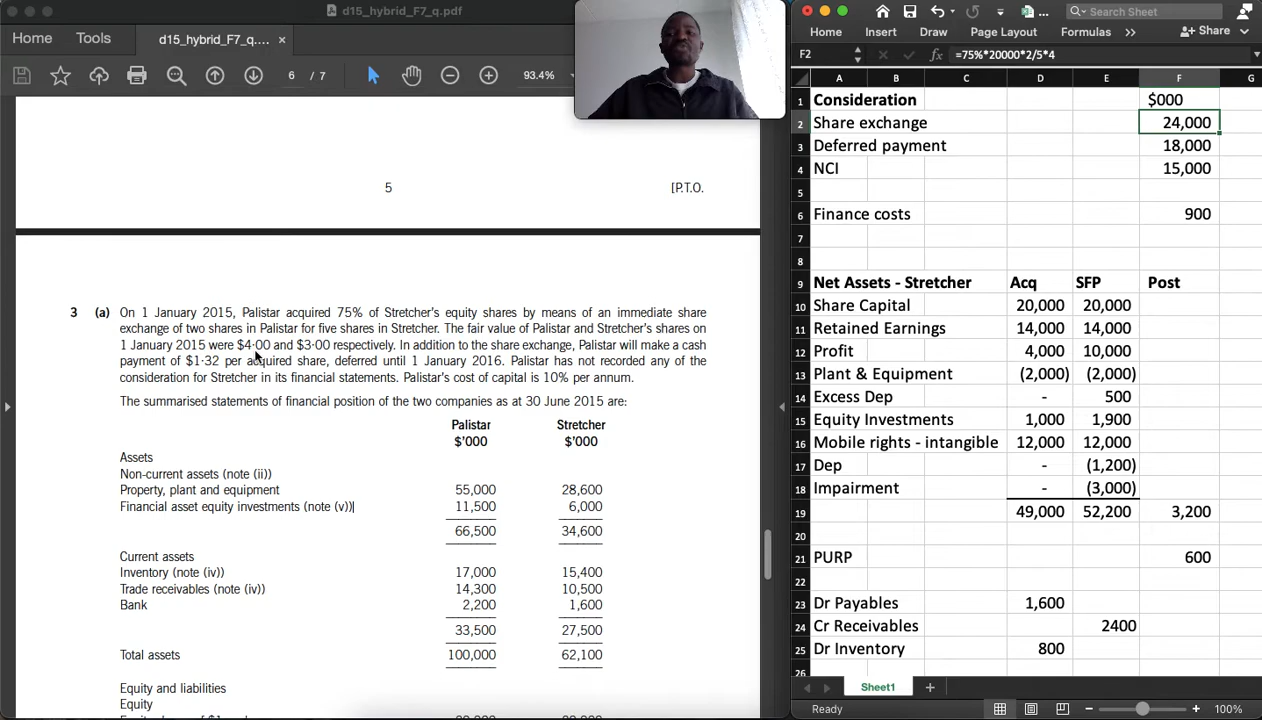 d15_hybrid_F7_q.pdf
Home Tools d15_hybrid_F7_q.... ×
6 / 7 93.4%
5 [P.T.O.
3 (a) On 1 January 2015, Palistar acquired 75% of Stretcher's equity shares by means of an immediate share
exchange of two shares in Palistar for five shares in Stretcher. The fair value of Palistar and Stretcher's shares on
1 January 2015 were $4·00 and $3·00 respectively. In addition to the share exchange, Palistar will make a cash
payment of $1·32 per acquired share, deferred until 1 January 2016. Palistar has not recorded any of the
consideration for Stretcher in its financial statements. Palistar's cost of capital is 10% per annum.
The summarised statements of financial position of the two companies as at 30 June 2015 are:
Palistar Stretcher
$'000 $'000
Assets
Non-current assets (note (ii))
Property, plant and equipment 55,000 28,600
Financial asset equity investments (note (v)) 11,500 6,000
66,500 34,600
Current assets
Inventory (note (iv)) 17,000 15,400
Trade receivables (note (iv)) 14,300 10,500
Bank 2,200 1,600
33,500 27,500
Total assets 100,000 62,100
Equity and liabilities
Equity
... Search Sheet
Home Insert Draw Page Layout Formulas >> Share
F2 fx =75%*20000*2/5*4
A B C D E F G
1 Consideration $000
2 Share exchange 24,000
3 Deferred payment 18,000
4 NCI 15,000
5
6 Finance costs 900
7
8
9 Net Assets - Stretcher Acq SFP Post
10 Share Capital 20,000 20,000
11 Retained Earnings 14,000 14,000
12 Profit 4,000 10,000
13 Plant & Equipment (2,000) (2,000)
14 Excess Dep - 500
15 Equity Investments 1,000 1,900
16 Mobile rights - intangible 12,000 12,000
17 Dep - (1,200)
18 Impairment - (3,000)
19 49,000 52,200 3,200
20
21 PURP 600
22
23 Dr Payables 1,600
24 Cr Receivables 2400
25 Dr Inventory 800
26
Sheet1
Ready 100%